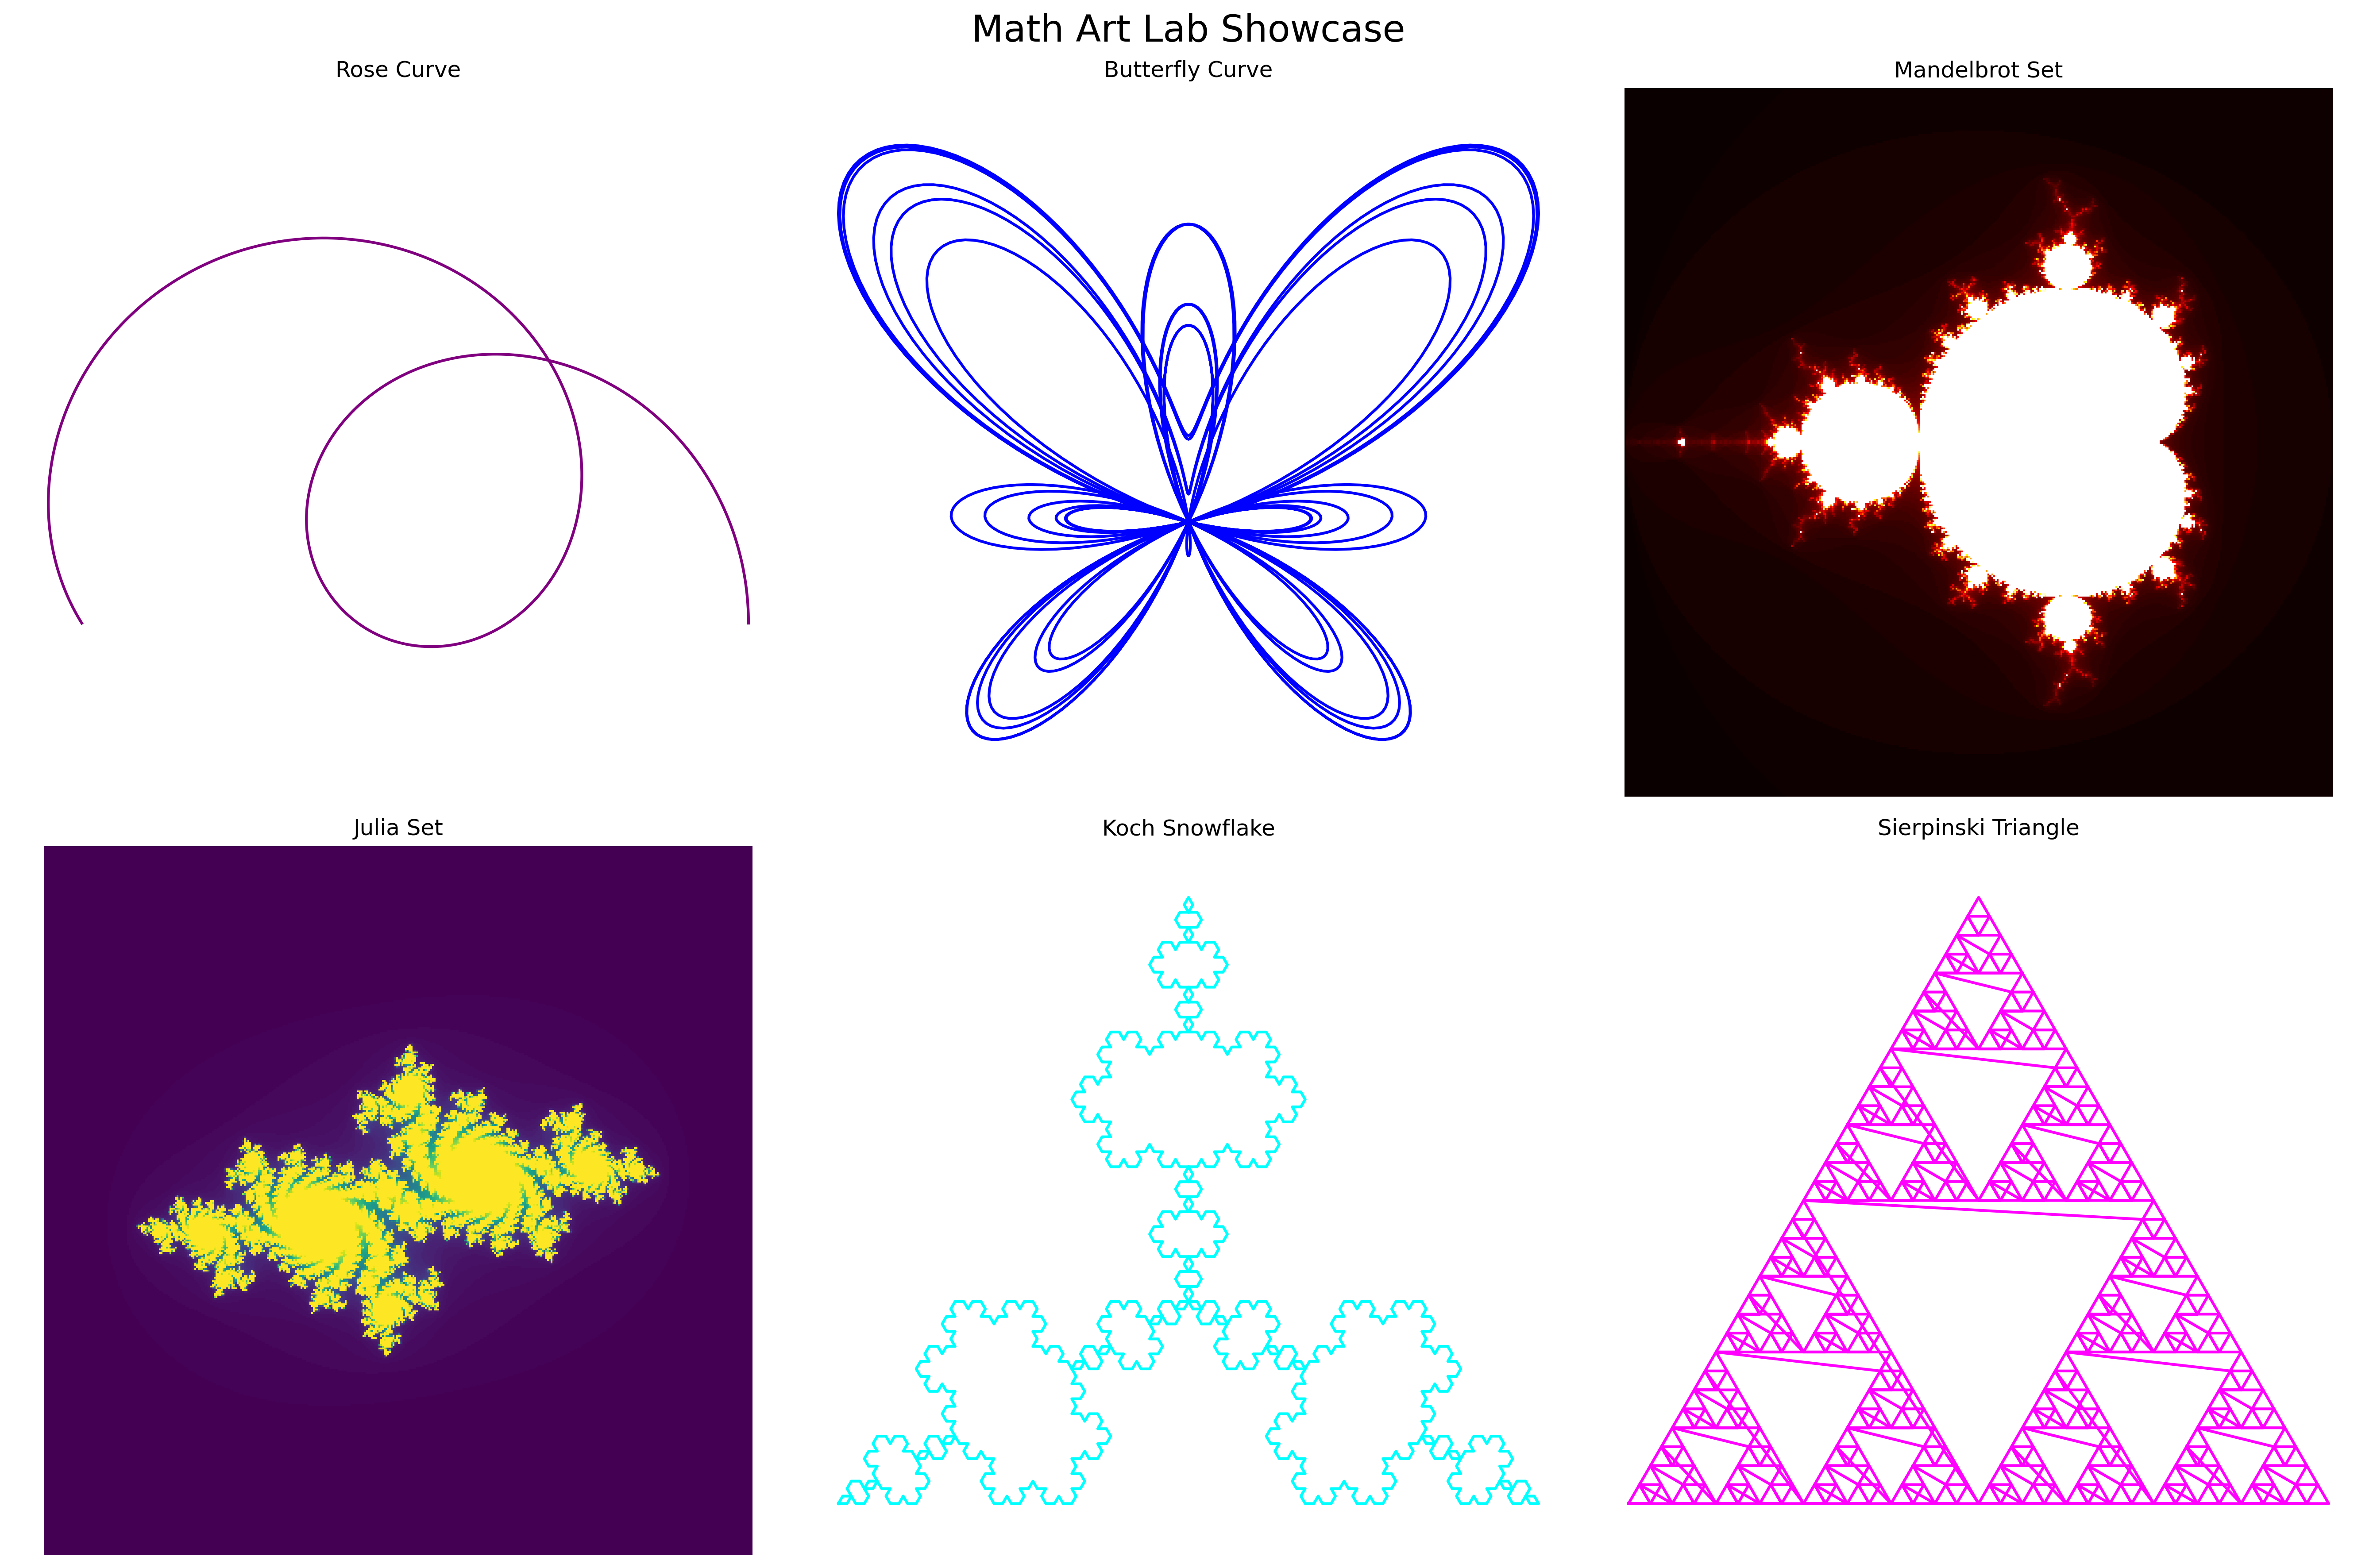 Math Art Lab Showcase
Rose Curve
Butterfly Curve
Mandelbrot Set
Julia Set
Koch Snowflake
Sierpinski Triangle